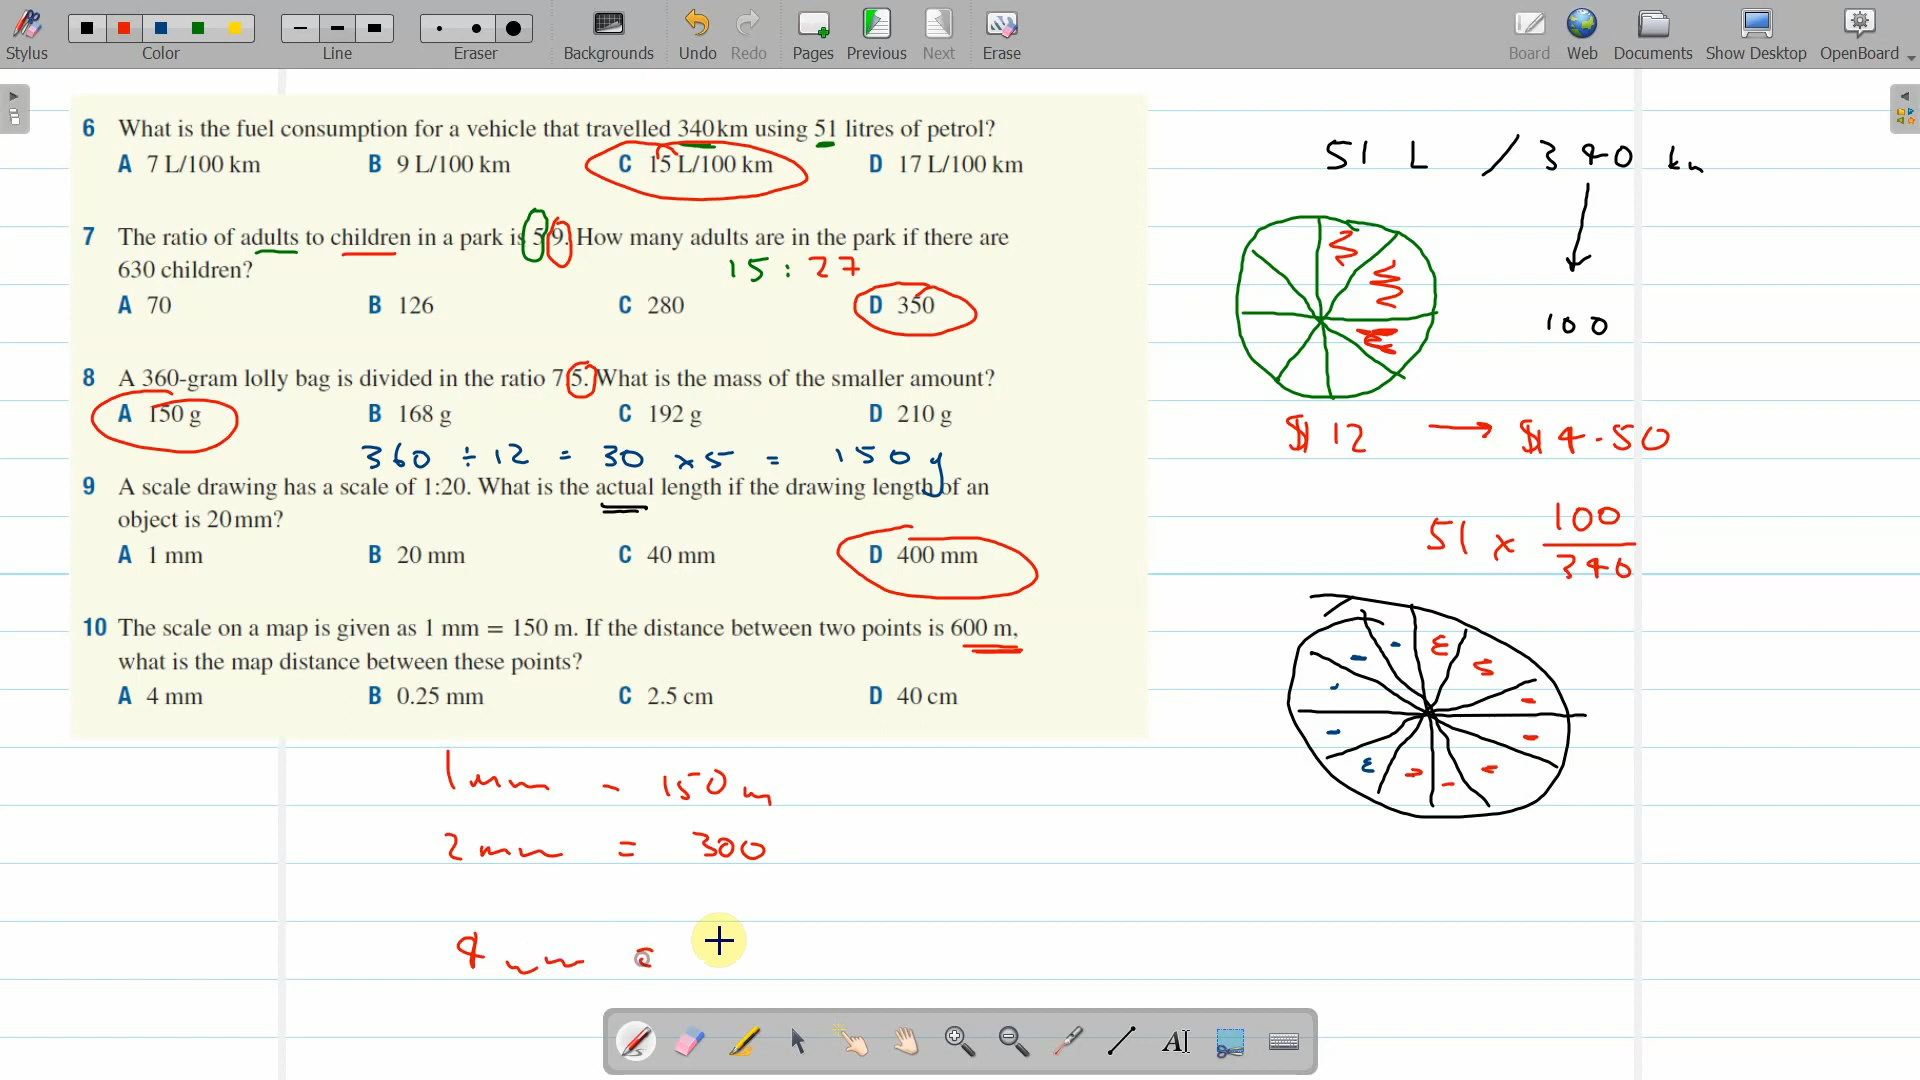 Stylus Color Line Eraser Backgrounds Undo Redo Pages Previous Next Erase Board Web Documents Show Desktop OpenBoard
6 What is the fuel consumption for a vehicle that travelled 340 km using 51 litres of petrol?
A 7 L/100 km B 9 L/100 km C 15 L/100 km D 17 L/100 km
7 The ratio of adults to children in a park is 5:9. How many adults are in the park if there are
630 children?
15 : 27
A 70 B 126 C 280 D 350
8 A 360-gram lolly bag is divided in the ratio 7:5. What is the mass of the smaller amount?
A 150 g B 168 g C 192 g D 210 g
360 ÷ 12 = 30 × 5 = 150 g
9 A scale drawing has a scale of 1:20. What is the actual length if the drawing length of an
object is 20 mm?
A 1 mm B 20 mm C 40 mm D 400 mm
10 The scale on a map is given as 1 mm = 150 m. If the distance between two points is 600 m,
what is the map distance between these points?
A 4 mm B 0.25 mm C 2.5 cm D 40 cm
1 mm = 150 m
2 mm = 300
4 mm =
51 L / 340 km
100
$12 → $4.50
51 × 100
340
AI